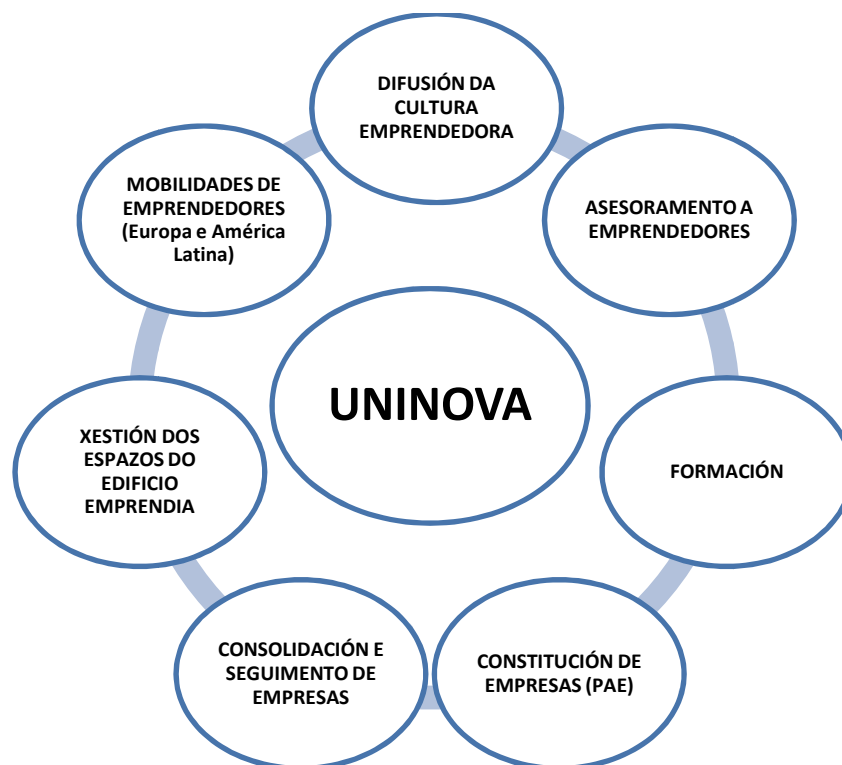 DIFUSIÓN DA
CULTURA
EMPRENDEDORA
ASESORAMENTO A
EMPRENDEDORES
FORMACIÓN
CONSTITUCIÓN DE
EMPRESAS (PAE)
CONSOLIDACIÓN E
SEGUIMENTO DE
EMPRESAS
XESTIÓN DOS
ESPAZOS DO
EDIFICIO
EMPRENDIA
MOBILIDADES DE
EMPRENDEDORES
(Europa e América
Latina)
UNINOVA